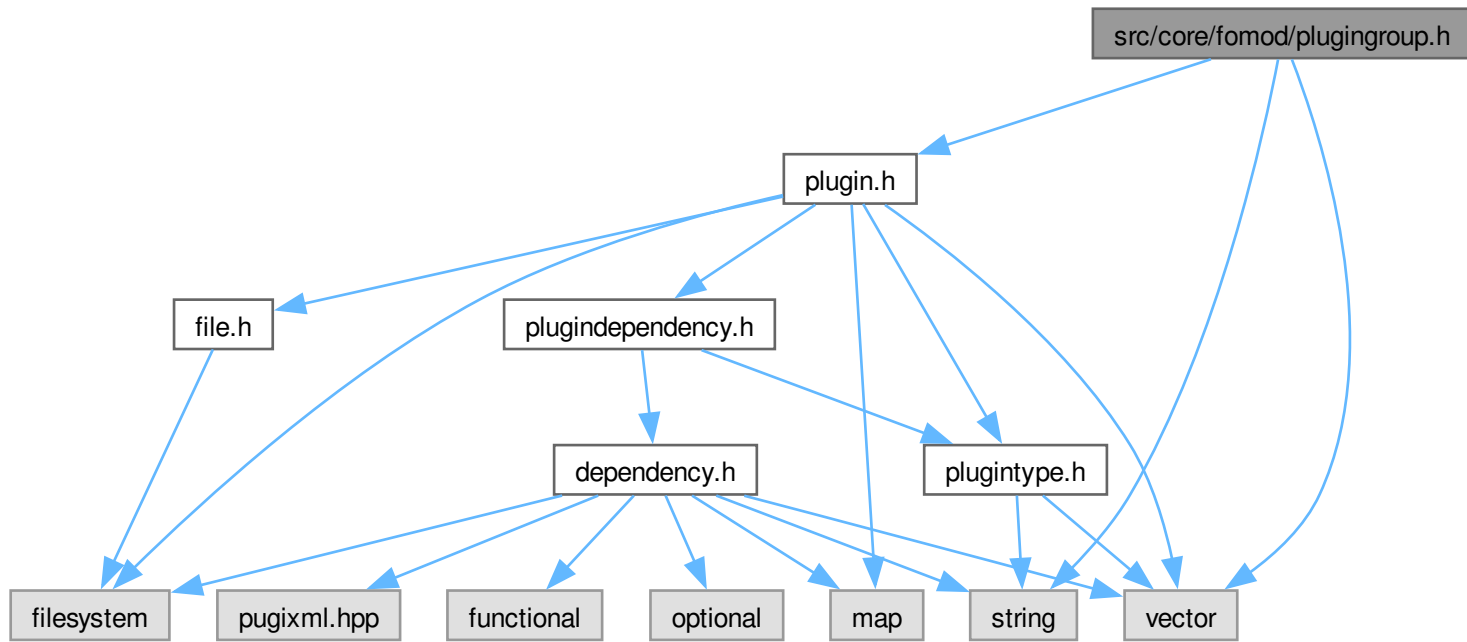 src/core/fomod/plugingroup.h
plugin.h
file.h
plugindependency.h
dependency.h
plugintype.h
filesystem
pugixml.hpp
functional
optional
map
string
vector